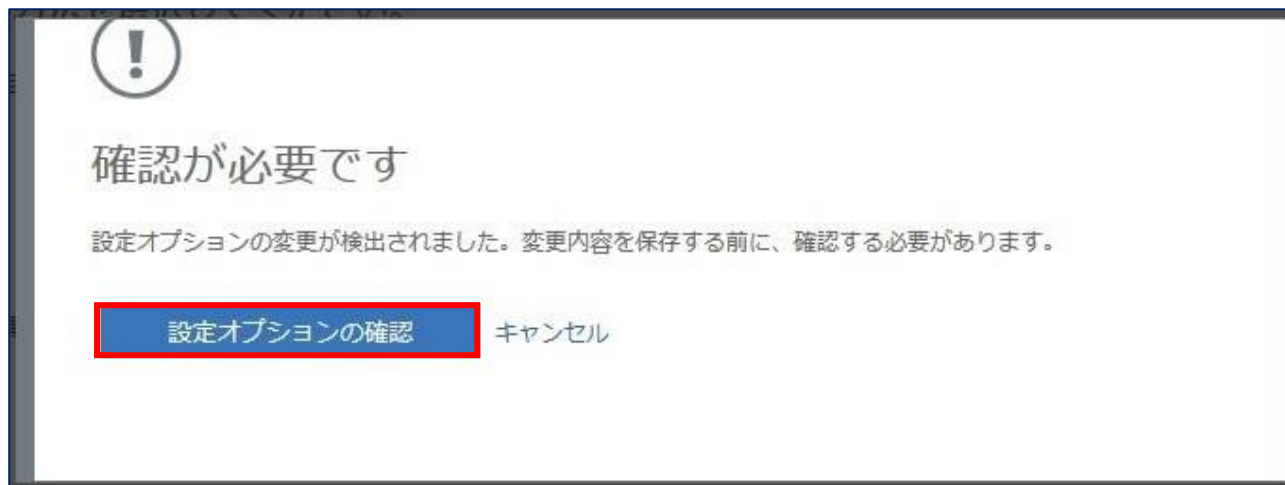 確認が必要です
設定オプションの変更が検出されました。変更内容を保存する前に、確認する必要があります。
設定オプションの確認 キャンセル